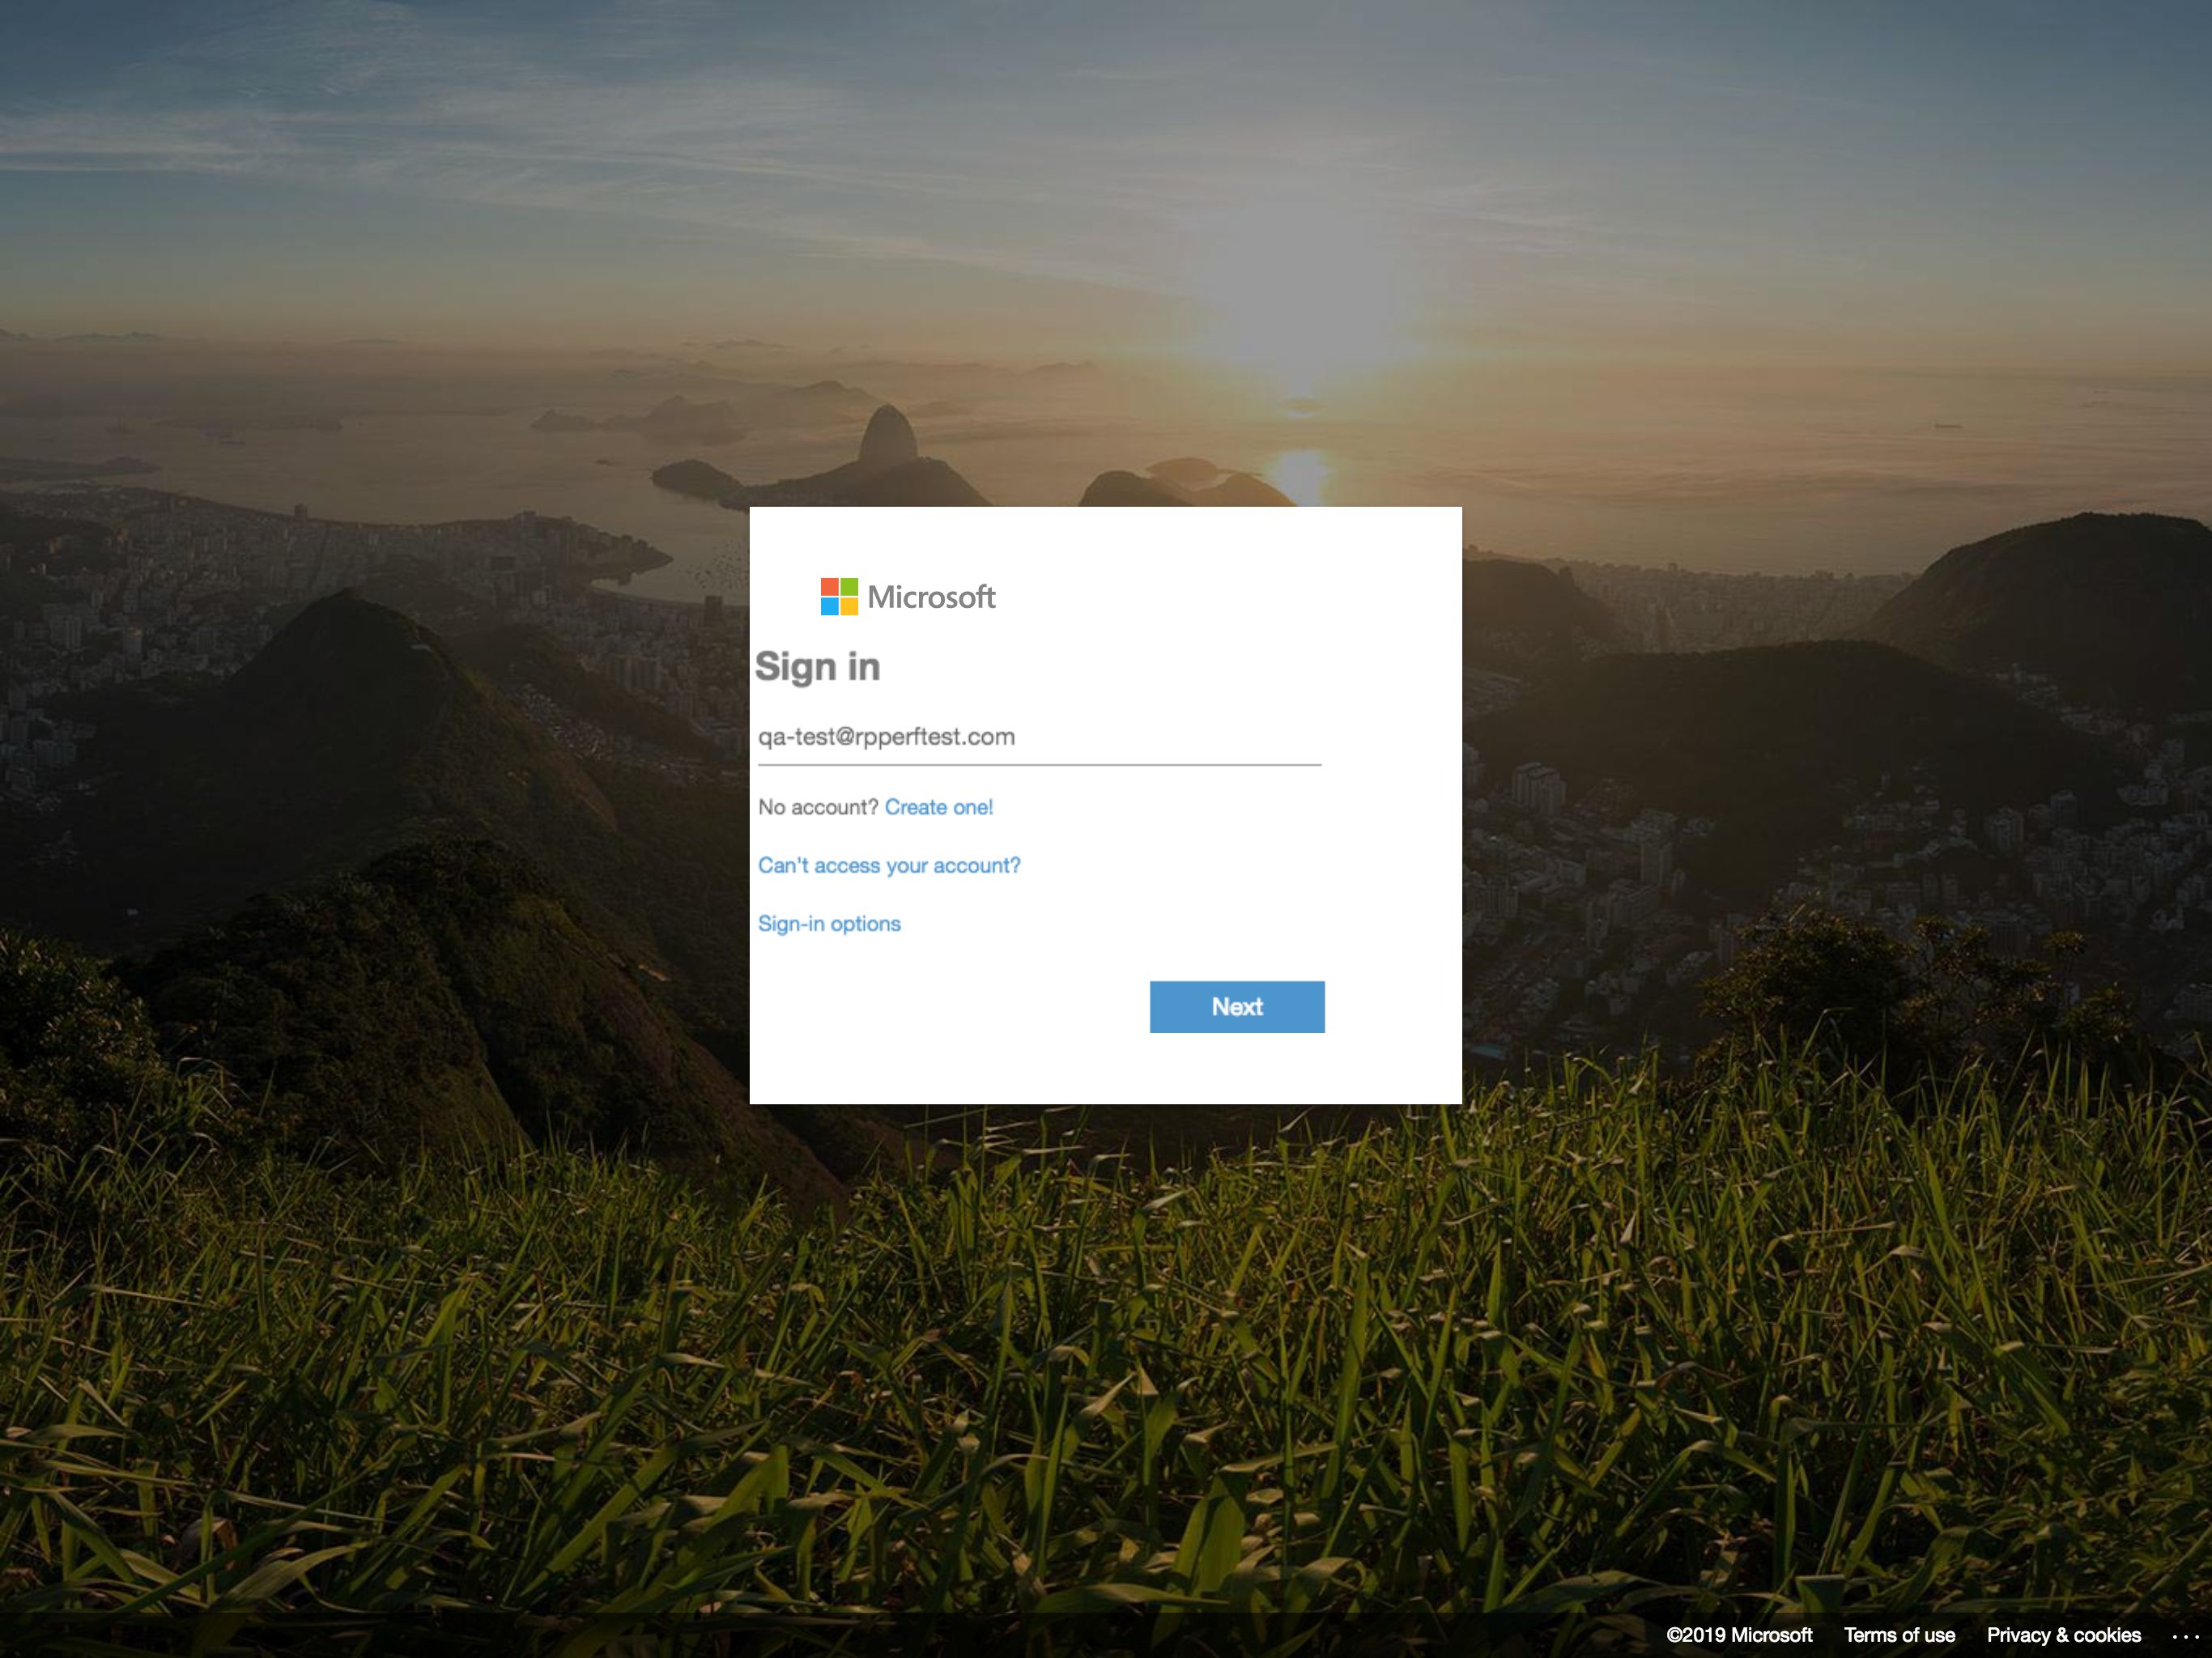 Microsoft
Sign in
qa-test@rpperftest.com
No account? Create one!
Can't access your account?
Sign-in options
Next
©2019 Microsoft Terms of use Privacy & cookies ...